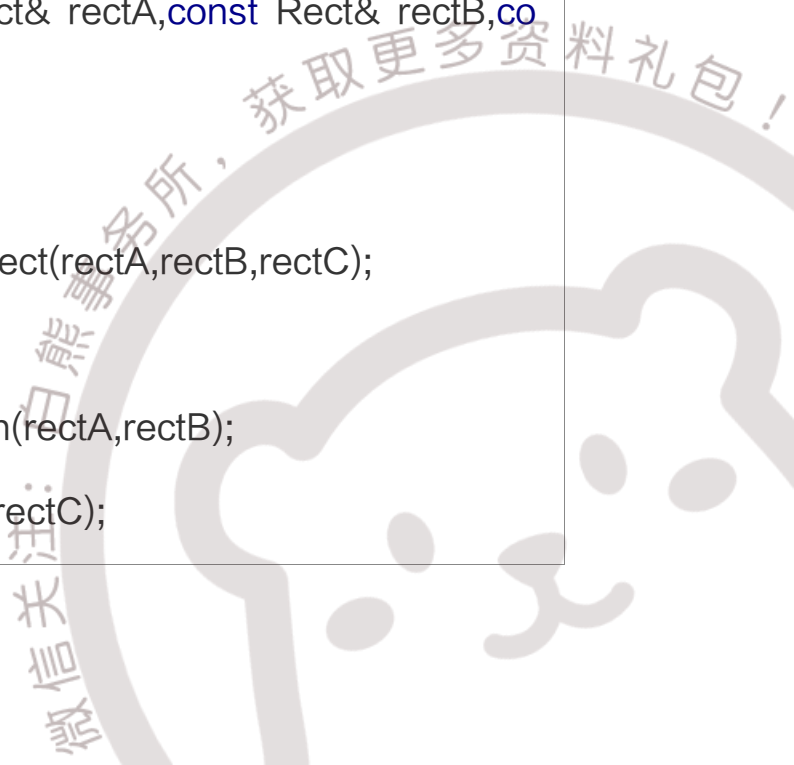 ct& rectA,const Rect& rectB,co
ect(rectA,rectB,rectC);
n(rectA,rectB);
rectC);
微信关注：白熊事务所，获取更多资料礼包！